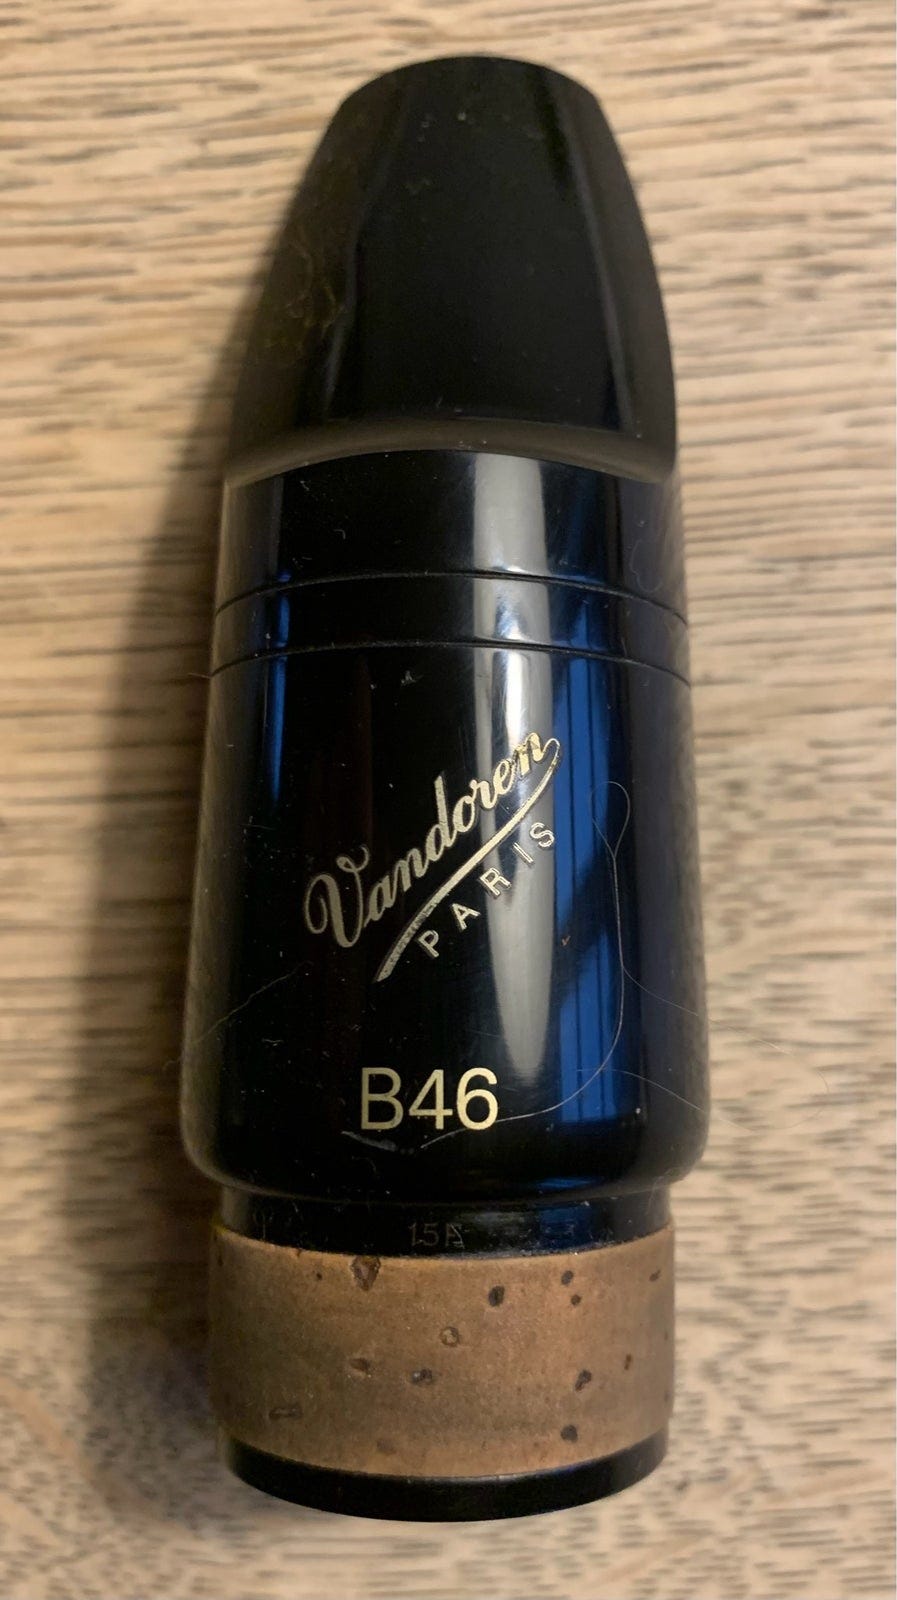 Vandoren
PARIS
B46
15A